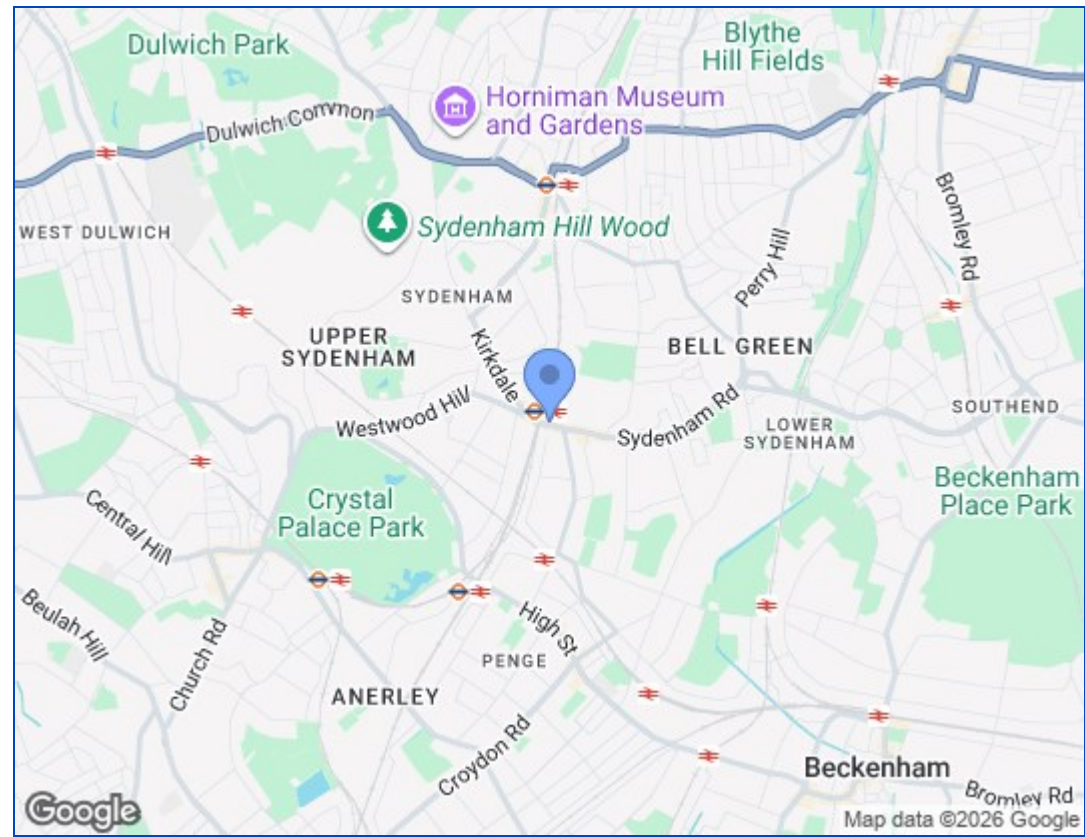 Dulwich Park
Blythe
Hill Fields
Horniman Museum
and Gardens
Dulwich Common
Bromley Rd
WEST DULWICH
Sydenham Hill Wood
Perry Hill
SYDENHAM
UPPER
SYDENHAM
Kirkdale
BELL GREEN
Westwood Hill
Sydenham Rd
SOUTHEND
LOWER
SYDENHAM
Crystal
Palace Park
Beckenham
Place Park
Central Hill
Beulah Hill
Church Rd
High St
PENGE
ANERLEY
Croydon Rd
Beckenham
Bromley Rd
Google
Map data ©2026 Google